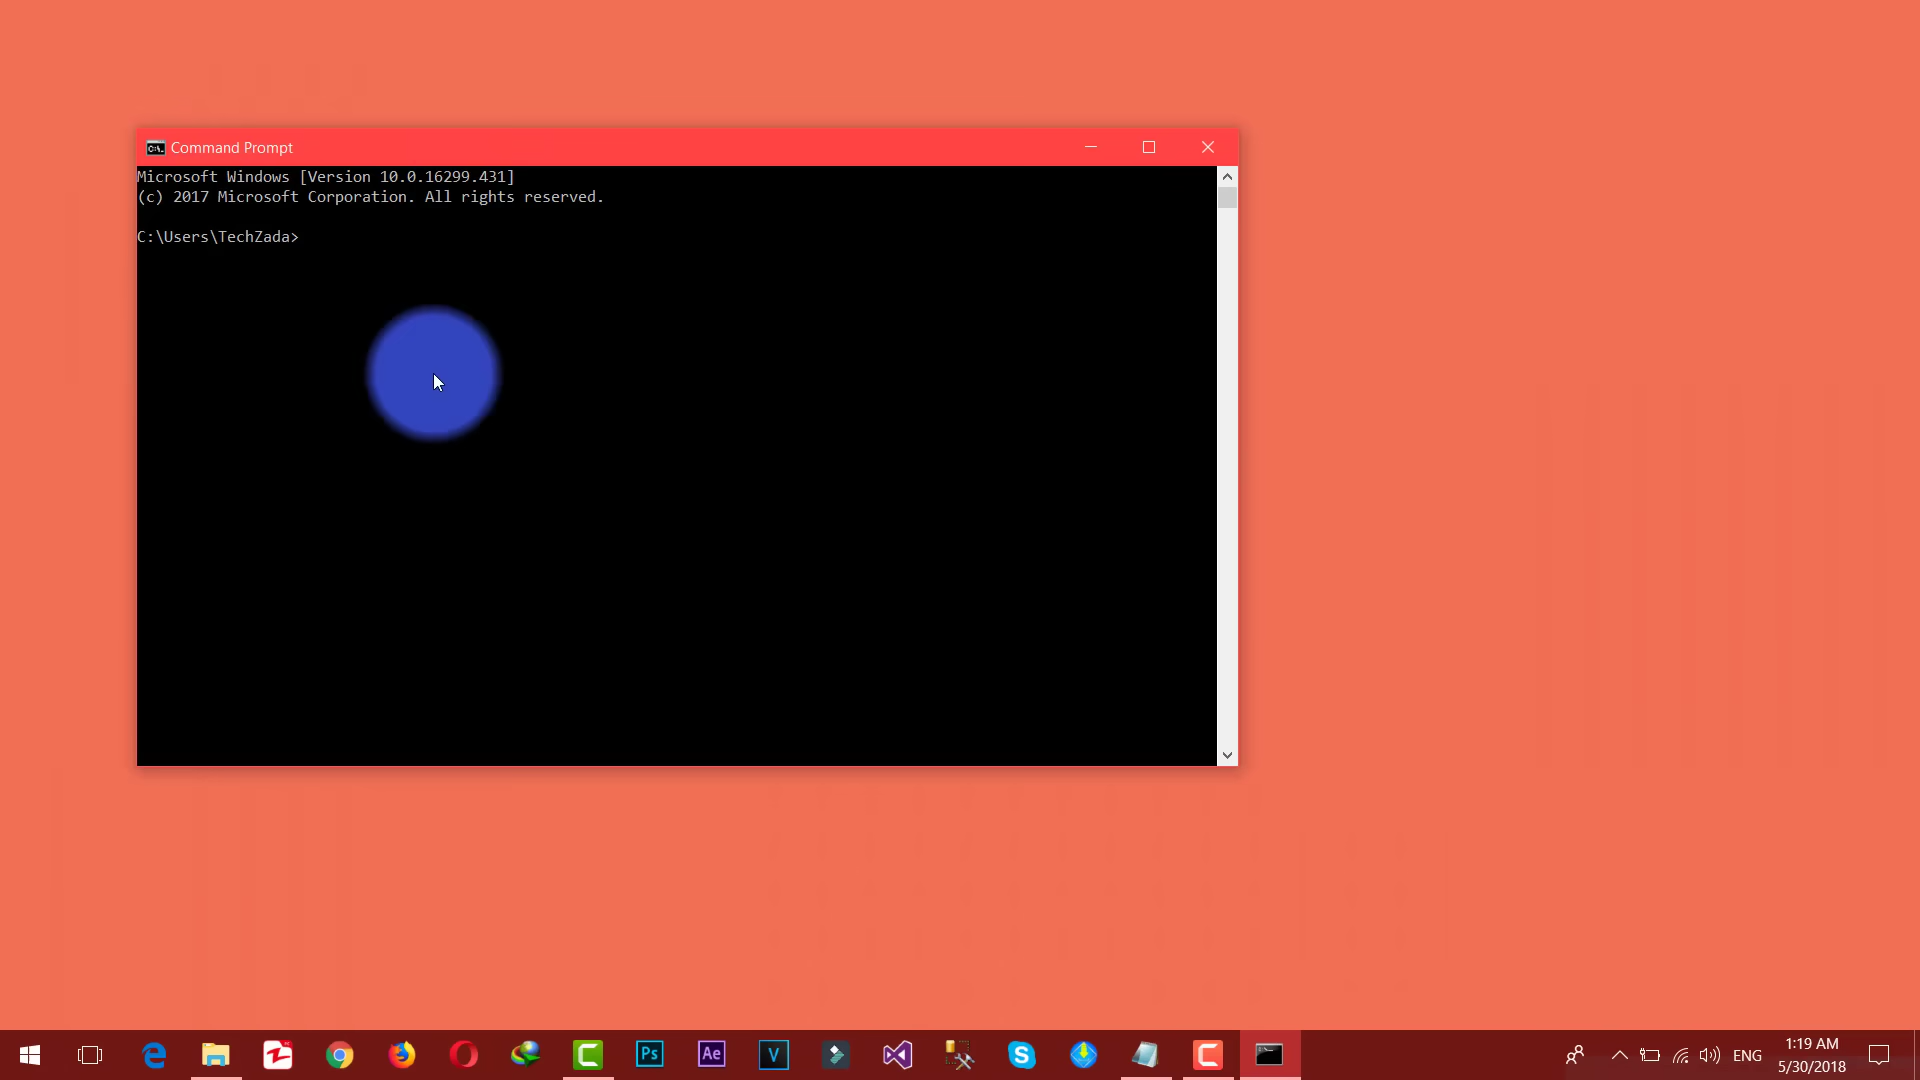 Command Prompt
Microsoft Windows [Version 10.0.16299.431]
(c) 2017 Microsoft Corporation. All rights reserved.
C:\Users\TechZada>
Ps
Ae
V
ENG
1:19 AM
5/30/2018